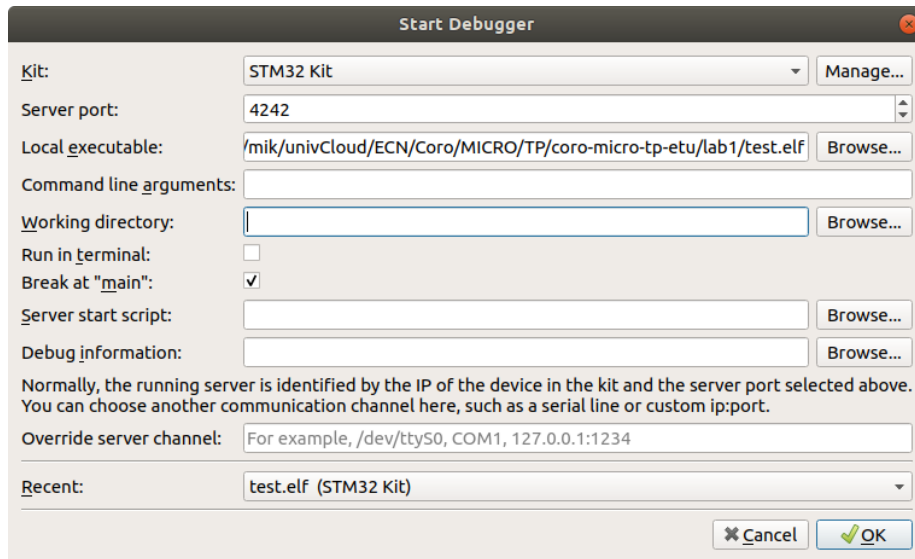 Start Debugger
Kit: STM32 Kit Manage...
Server port: 4242
Local executable: /mik/univCloud/ECN/Coro/MICRO/TP/coro-micro-tp-etu/lab1/test.elf Browse...
Command line arguments:
Working directory: Browse...
Run in terminal:
Break at "main":
Server start script: Browse...
Debug information: Browse...
Normally, the running server is identified by the IP of the device in the kit and the server port selected above.
You can choose another communication channel here, such as a serial line or custom ip:port.
Override server channel: For example, /dev/ttyS0, COM1, 127.0.0.1:1234
Recent: test.elf (STM32 Kit)
Cancel OK